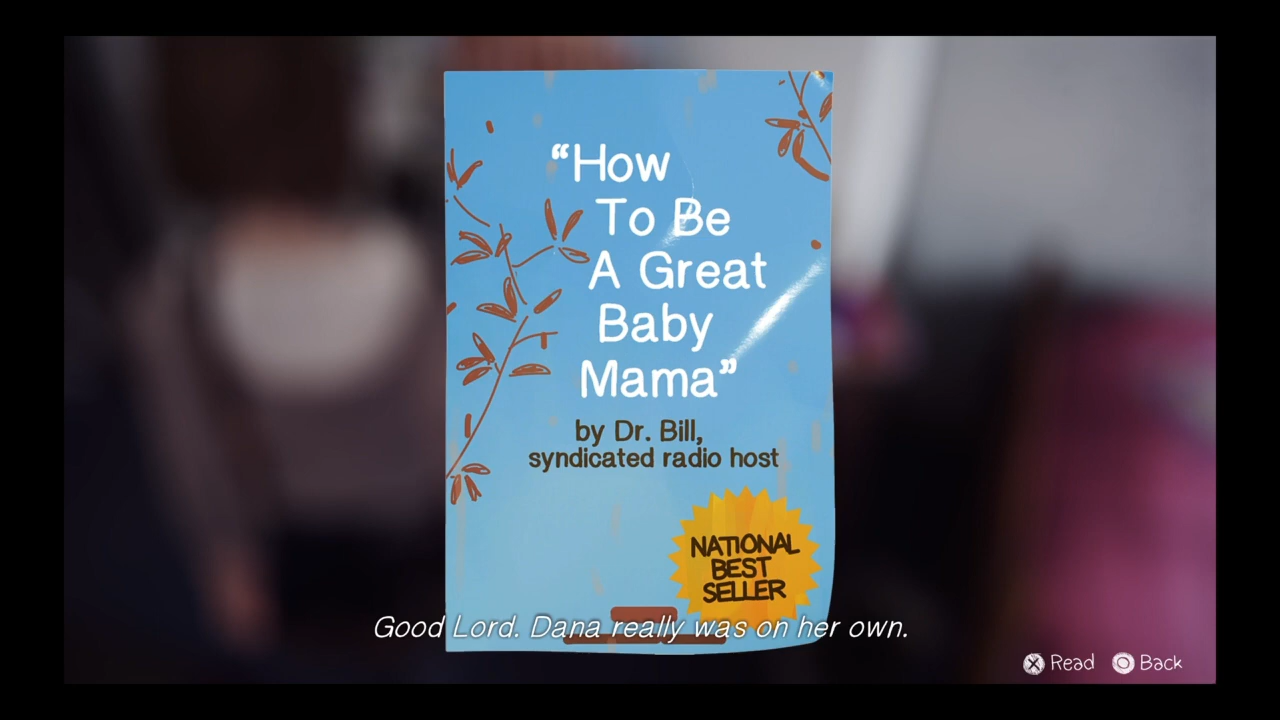 “How
To Be
A Great
Baby
Mama”
by Dr. Bill,
syndicated radio host
NATIONAL
BEST
SELLER
Good Lord. Dana really was on her own.
Read
Back